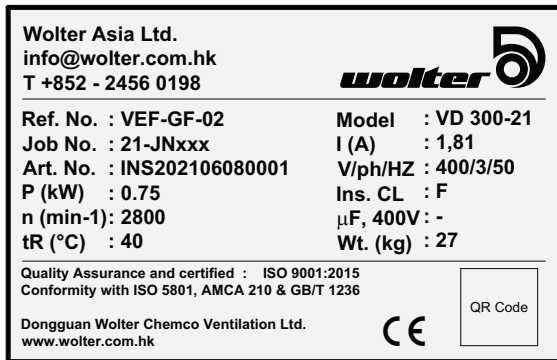 Wolter Asia Ltd.
info@wolter.com.hk
T +852 - 2456 0198
wolter
Ref. No. : VEF-GF-02
Job No. : 21-JNxxx
Art. No. : INS202106080001
P (kW) : 0.75
n (min-1): 2800
tR (°C) : 40
Model : VD 300-21
I (A) : 1,81
V/ph/HZ : 400/3/50
Ins. CL : F
µF, 400V : -
Wt. (kg) : 27
Quality Assurance and certified : ISO 9001:2015
Conformity with ISO 5801, AMCA 210 & GB/T 1236
Dongguan Wolter Chemco Ventilation Ltd.
www.wolter.com.hk
CE
QR Code